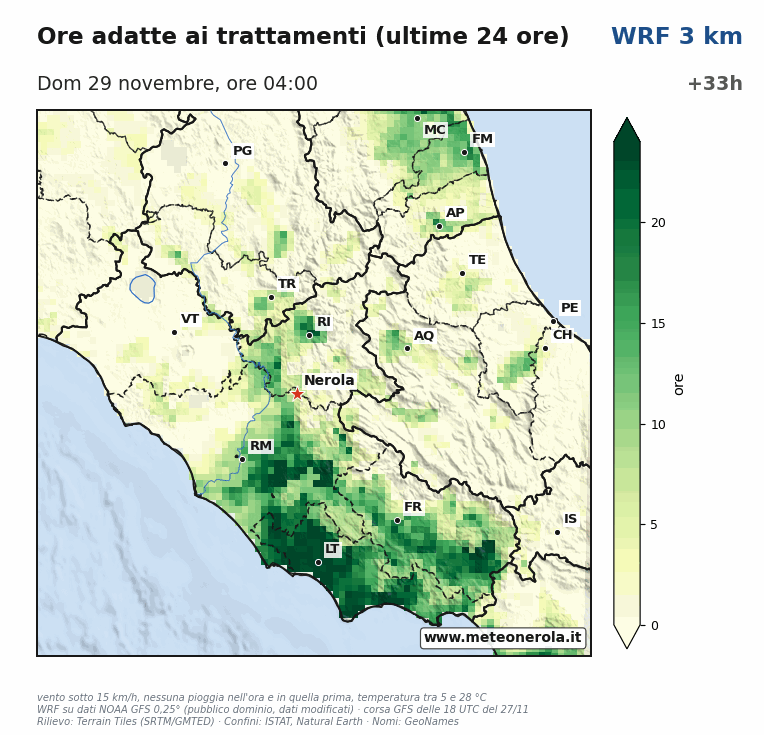 Ore adatte ai trattamenti (ultime 24 ore)
WRF 3 km
Dom 29 novembre, ore 04:00
+33h
MC
FM
PG
AP
TE
TR
PE
RI
VT
AQ
CH
Nerola
RM
FR
IS
LT
www.meteonerola.it
20
15
10
5
0
ore
vento sotto 15 km/h, nessuna pioggia nell'ora e in quella prima, temperatura tra 5 e 28 °C
WRF su dati NOAA GFS 0,25° (pubblico dominio, dati modificati) · corsa GFS delle 18 UTC del 27/11
Rilievo: Terrain Tiles (SRTM/GMTED) · Confini: ISTAT, Natural Earth · Nomi: GeoNames